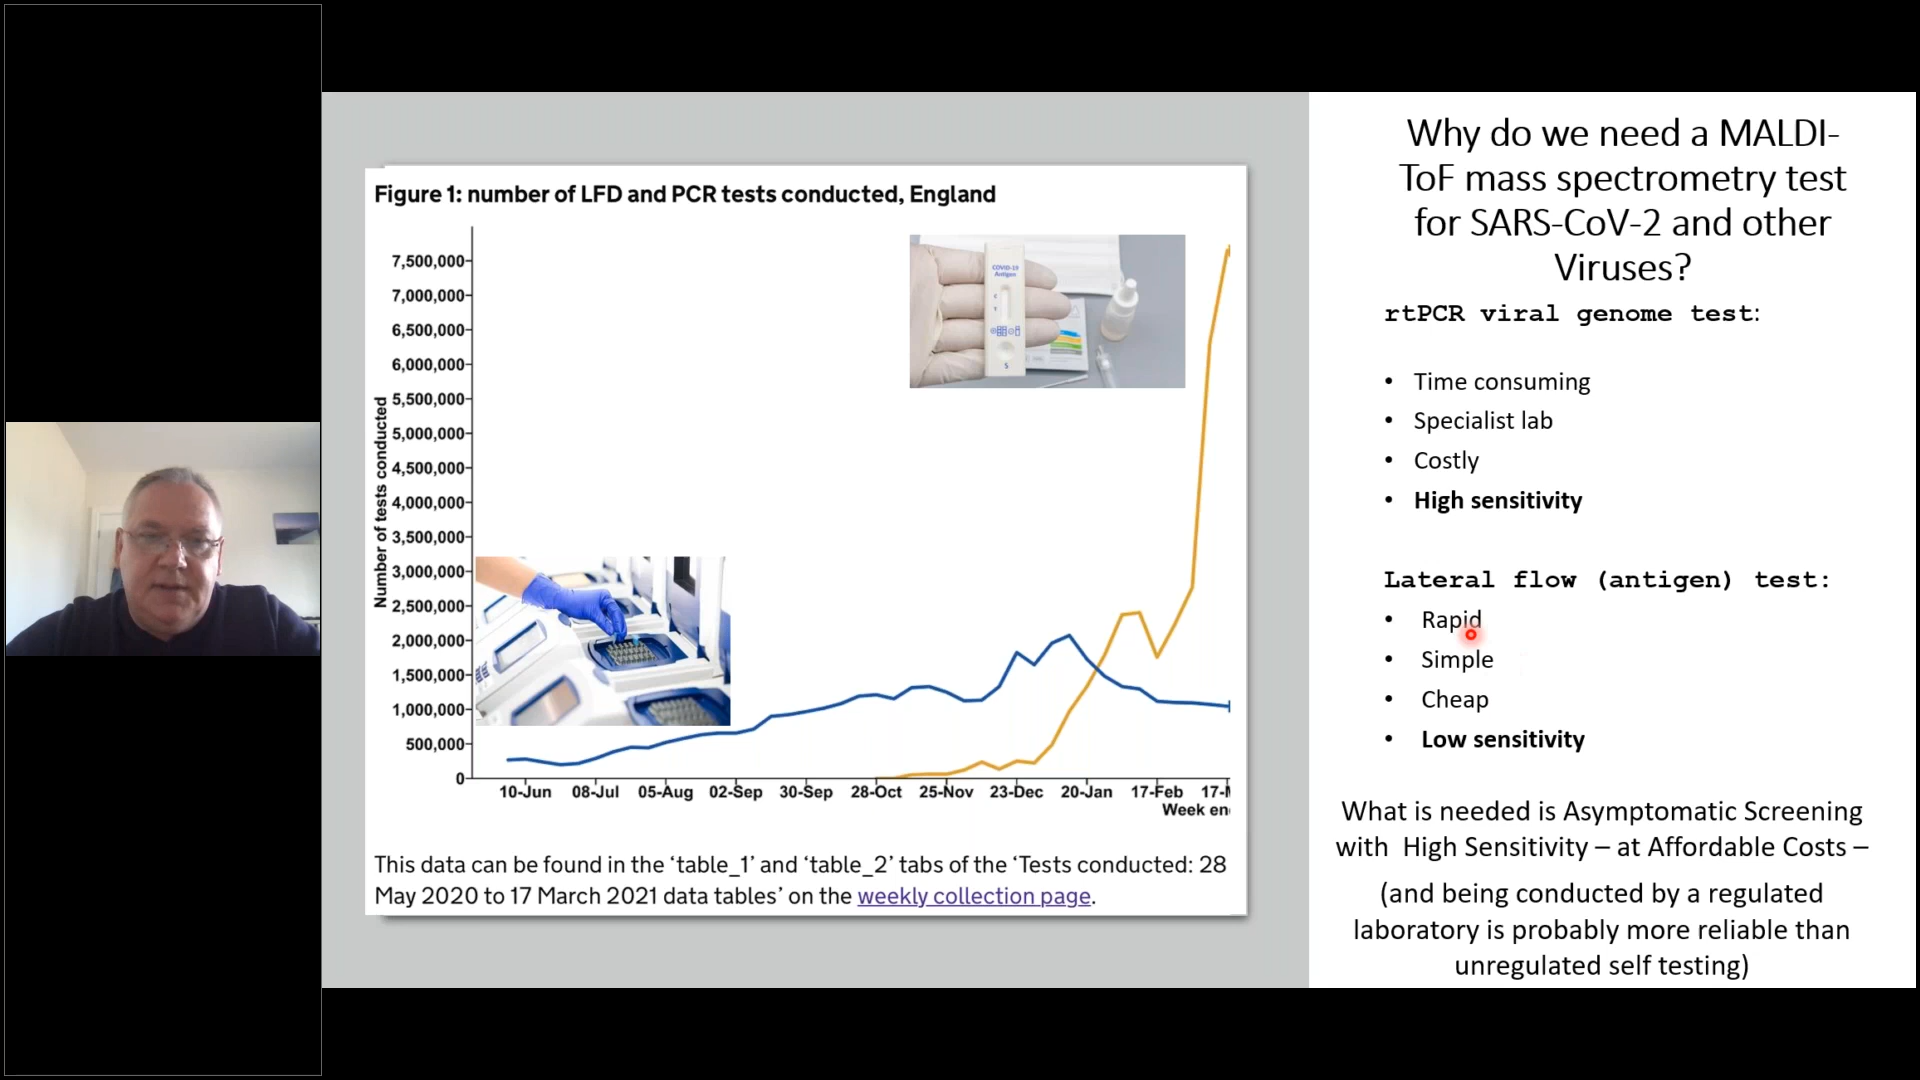 Figure 1: number of LFD and PCR tests conducted, England
Number of tests conducted
7,500,000
7,000,000
6,500,000
6,000,000
5,500,000
5,000,000
4,500,000
4,000,000
3,500,000
3,000,000
2,500,000
2,000,000
1,500,000
1,000,000
500,000
0
10-Jun 08-Jul 05-Aug 02-Sep 30-Sep 28-Oct 25-Nov 23-Dec 20-Jan 17-Feb 17-M
Week en
COVID-19
Antigen
C
T
S
This data can be found in the ‘table_1’ and ‘table_2’ tabs of the ‘Tests conducted: 28
May 2020 to 17 March 2021 data tables’ on the weekly collection page.
Why do we need a MALDI-
ToF mass spectrometry test
for SARS-CoV-2 and other
Viruses?
rtPCR viral genome test:
• Time consuming
• Specialist lab
• Costly
• High sensitivity
Lateral flow (antigen) test:
• Rapid
• Simple
• Cheap
• Low sensitivity
What is needed is Asymptomatic Screening
with High Sensitivity – at Affordable Costs –
(and being conducted by a regulated
laboratory is probably more reliable than
unregulated self testing)